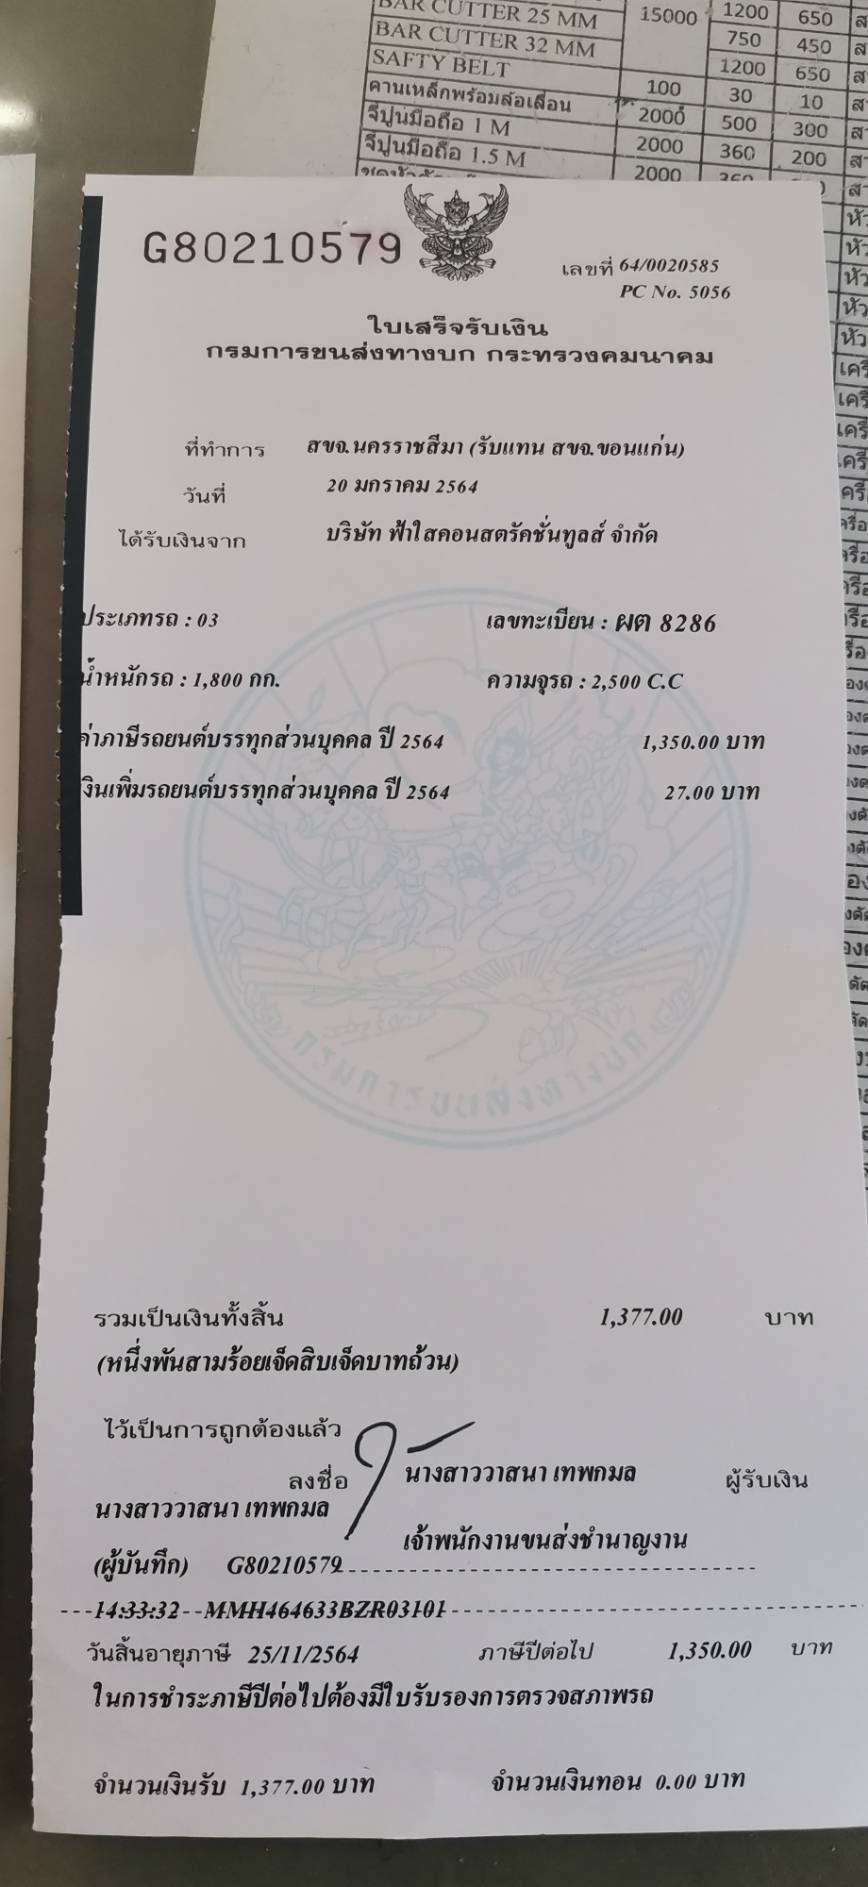 BAR CUTTER 25 MM 15000 1200 650
BAR CUTTER 32 MM 750 450
SAFTY BELT 1200 650
คานเหล็กพร้อมล้อเลื่อน 100 30 10
จี้ปูนมือถือ 1 M 2000 500 300
จี้ปูนมือถือ 1.5 M 2000 360 200
2000
G80210579
เลขที่ 64/0020585
PC No. 5056
ใบเสร็จรับเงิน
กรมการขนส่งทางบก กระทรวงคมนาคม
ที่ทำการ สขจ.นครราชสีมา (รับแทน สขจ.ขอนแก่น)
วันที่ 20 มกราคม 2564
ได้รับเงินจาก บริษัท ฟ้าใสคอนสตรัคชั่นทูลส์ จำกัด
ประเภทรถ : 03 เลขทะเบียน : ผต 8286
น้ำหนักรถ : 1,800 กก. ความจุรถ : 2,500 C.C
ค่าภาษีรถยนต์บรรทุกส่วนบุคคล ปี 2564 1,350.00 บาท
เงินเพิ่มรถยนต์บรรทุกส่วนบุคคล ปี 2564 27.00 บาท
กรมการขนส่งทางบก
รวมเป็นเงินทั้งสิ้น 1,377.00 บาท
(หนึ่งพันสามร้อยเจ็ดสิบเจ็ดบาทถ้วน)
ไว้เป็นการถูกต้องแล้ว
ลงชื่อ นางสาววาสนา เทพกมล ผู้รับเงิน
นางสาววาสนา เทพกมล
เจ้าพนักงานขนส่งชำนาญงาน
(ผู้บันทึก) G80210579
14:33:32 MMH464633BZR03101
วันสิ้นอายุภาษี 25/11/2564 ภาษีปีต่อไป 1,350.00 บาท
ในการชำระภาษีปีต่อไปต้องมีใบรับรองการตรวจสภาพรถ
จำนวนเงินรับ 1,377.00 บาท จำนวนเงินทอน 0.00 บาท